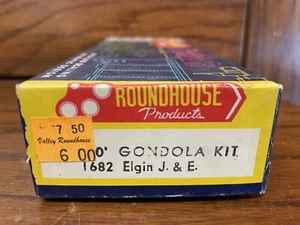 ROUNDHOUSE
Products
7 50
Valley Roundhouse
6 00
0' GONDOLA KIT
1682 Elgin J. & E.